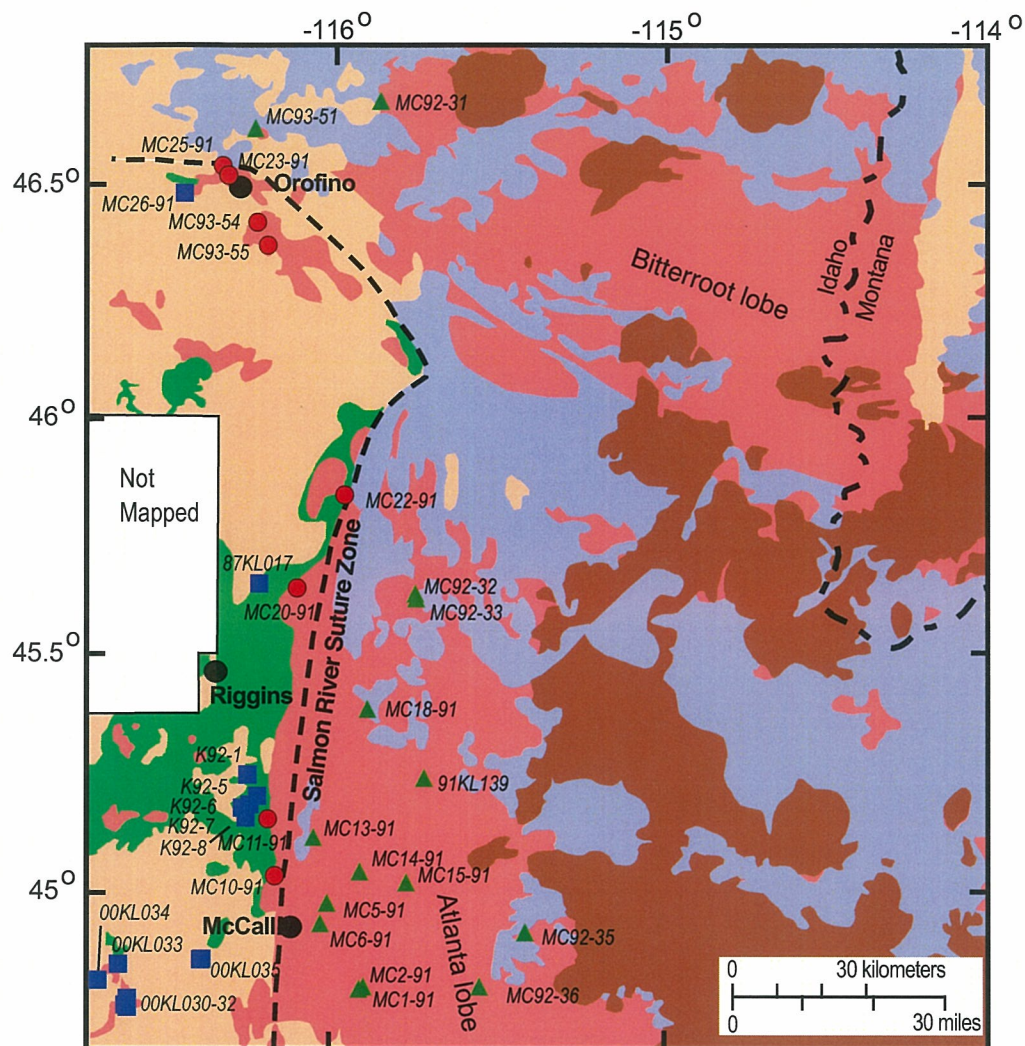 -116°
-115°
-114°
MC92-31
MC93-51
MC25-91
MC23-91
46.5°
Orofino
MC26-91
MC93-54
MC93-55
Bitterroot lobe
Idaho
Montana
46°
Not
Mapped
MC22-91
87KL017
MC20-91
MC92-32
MC92-33
Salmon River Suture Zone
45.5°
Riggins
MC18-91
K92-1
91KL139
K92-5
K92-6
K92-7
K92-8
MC11-91
MC13-91
MC14-91
MC15-91
MC10-91
45°
MC5-91
00KL034
McCall
MC6-91
Atlanta lobe
MC92-35
00KL033
00KL035
MC2-91
MC1-91
MC92-36
00KL030-32
0 30 kilometers
0 30 miles